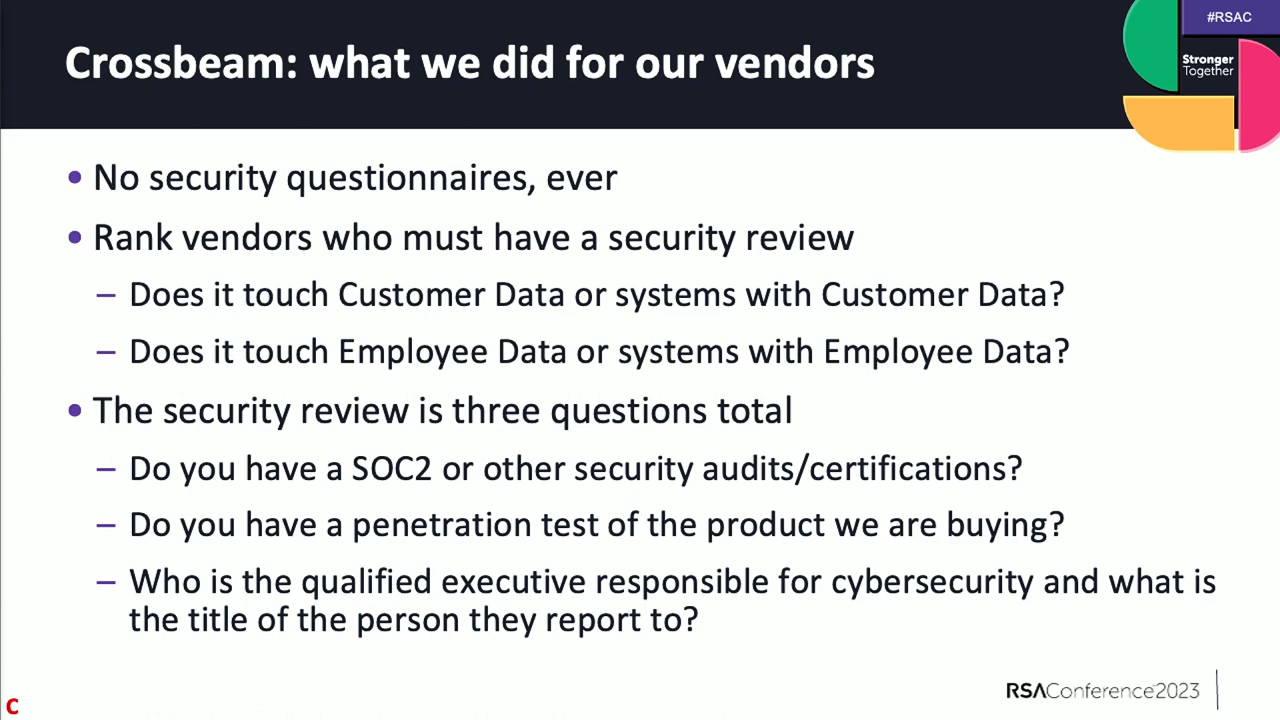 #RSAC
Crossbeam: what we did for our vendors
Stronger
Together
• No security questionnaires, ever
• Rank vendors who must have a security review
– Does it touch Customer Data or systems with Customer Data?
– Does it touch Employee Data or systems with Employee Data?
• The security review is three questions total
– Do you have a SOC2 or other security audits/certifications?
– Do you have a penetration test of the product we are buying?
– Who is the qualified executive responsible for cybersecurity and what is
the title of the person they report to?
RSAConference2023
C